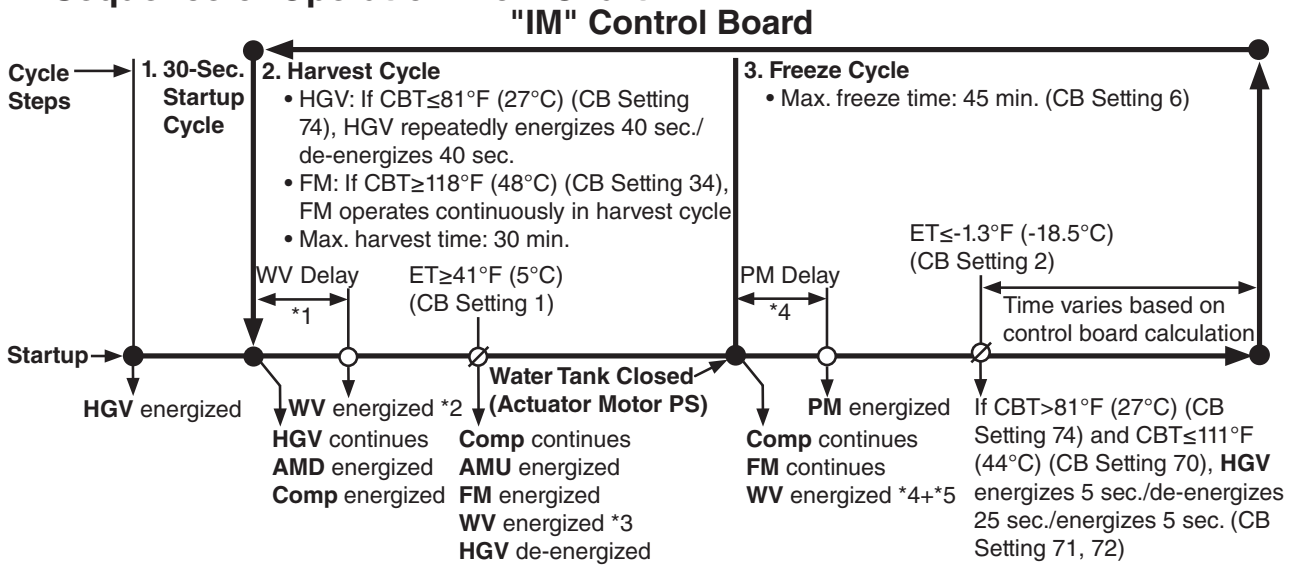 "IM" Control Board
Cycle
Steps
1. 30-Sec.
Startup
Cycle
2. Harvest Cycle
• HGV: If CBT≤81°F (27°C) (CB Setting
74), HGV repeatedly energizes 40 sec./
de-energizes 40 sec.
• FM: If CBT≥118°F (48°C) (CB Setting 34),
FM operates continuously in harvest cycle
• Max. harvest time: 30 min.
3. Freeze Cycle
• Max. freeze time: 45 min. (CB Setting 6)
WV Delay
*1
ET≥41°F (5°C)
(CB Setting 1)
PM Delay
*4
ET≤-1.3°F (-18.5°C)
(CB Setting 2)
Time varies based on
control board calculation
Startup
HGV energized
WV energized *2
HGV continues
AMD energized
Comp energized
Comp continues
AMU energized
FM energized
WV energized *3
HGV de-energized
Water Tank Closed
(Actuator Motor PS)
PM energized
Comp continues
FM continues
WV energized *4+*5
If CBT>81°F (27°C) (CB
Setting 74) and CBT≤111°F
(44°C) (CB Setting 70), HGV
energizes 5 sec./de-energizes
25 sec./energizes 5 sec. (CB
Setting 71, 72)